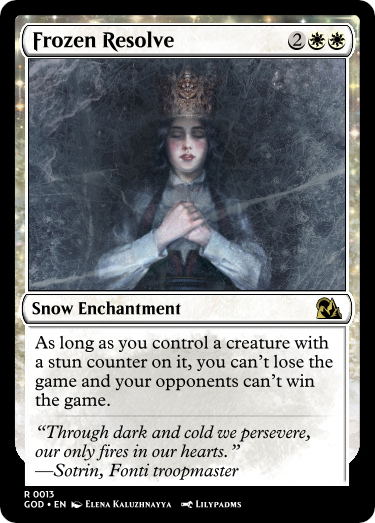 Frozen Resolve 2
Snow Enchantment
As long as you control a creature with
a stun counter on it, you can’t lose the
game and your opponents can’t win
the game.
“Through dark and cold we persevere,
our only fires in our hearts.”
—Sotrin, Fonti troopmaster
R 0013
GOD • EN Elena Kaluzhnayya Lilypadms